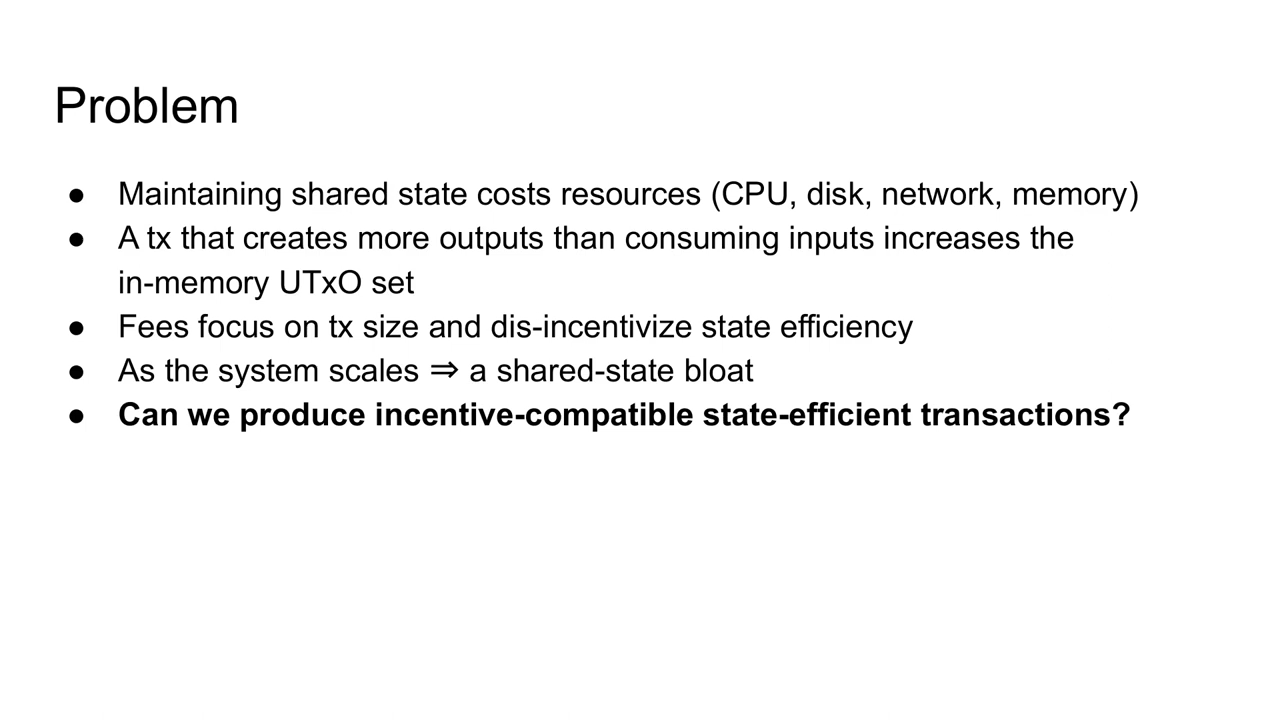 Problem
● Maintaining shared state costs resources (CPU, disk, network, memory)
● A tx that creates more outputs than consuming inputs increases the
in-memory UTxO set
● Fees focus on tx size and dis-incentivize state efficiency
● As the system scales ⇒ a shared-state bloat
● Can we produce incentive-compatible state-efficient transactions?